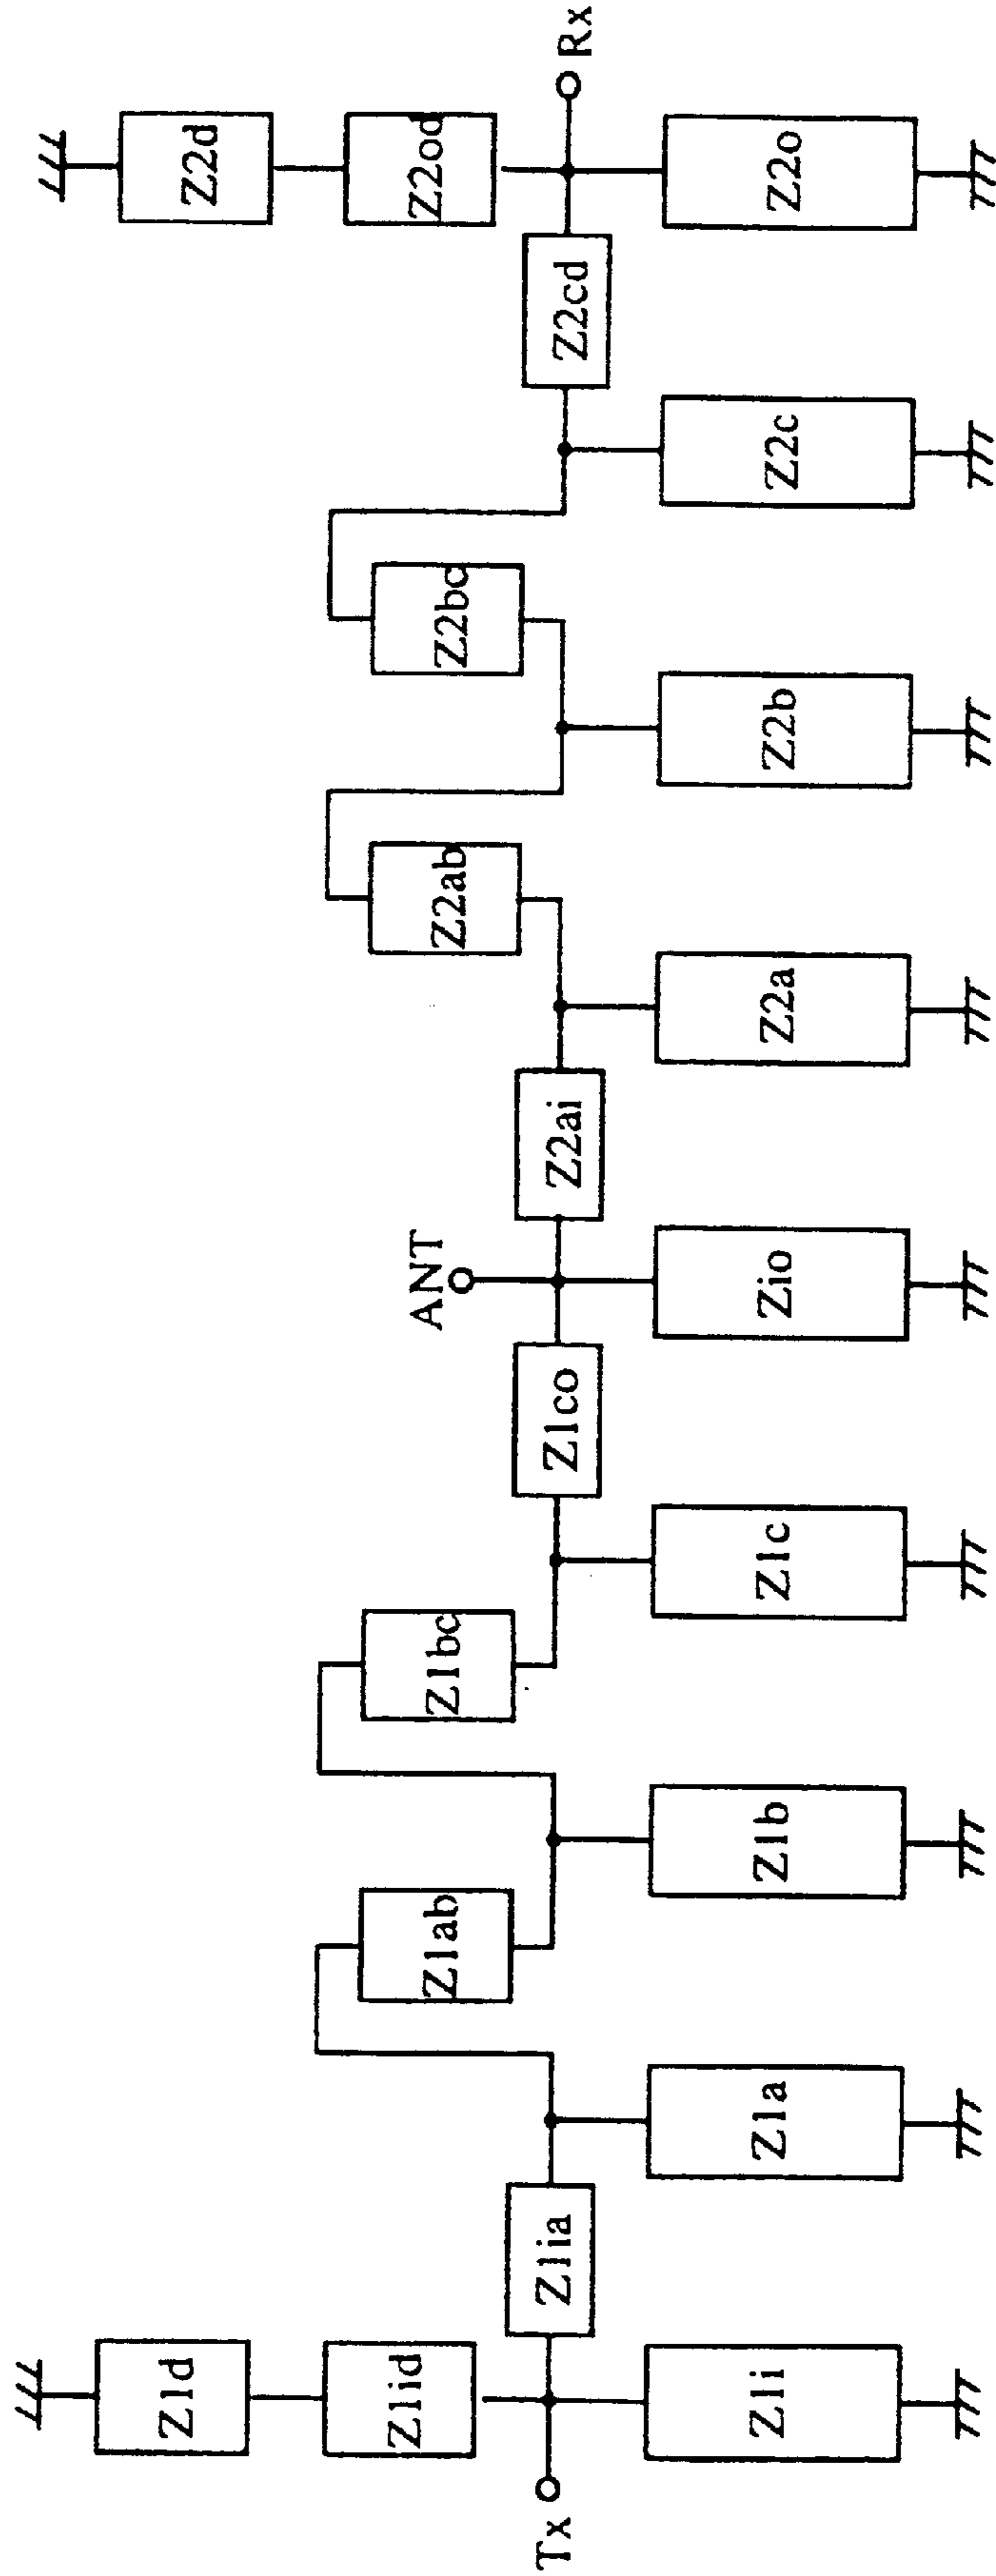 Tx
Z1d
Z1id
Z1i
Z1ia
Z1a
Z1ab
Z1b
Z1bc
Z1c
Z1co
ANT
Zio
Z2ai
Z2a
Z2ab
Z2b
Z2bc
Z2c
Z2cd
Z2d
Z2od
Z2o
Rx